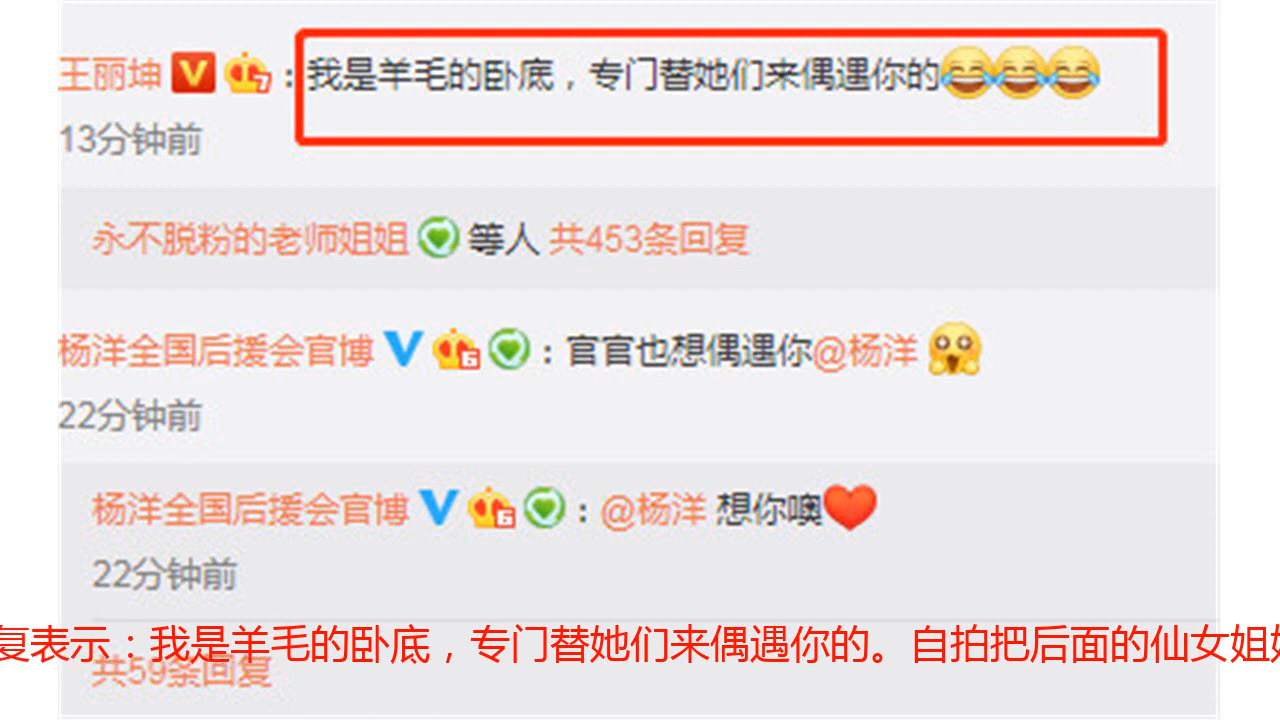 王丽坤 V 7：我是羊毛的卧底，专门替她们来偶遇你的
13分钟前
永不脱粉的老师姐姐 等人 共453条回复
杨洋全国后援会官博 V 6：官官也想偶遇你@杨洋
22分钟前
杨洋全国后援会官博 V 6：@杨洋 想你噢
22分钟前
复表示：我是羊毛的卧底，专门替她们来偶遇你的。自拍把后面的仙女姐
共59条回复